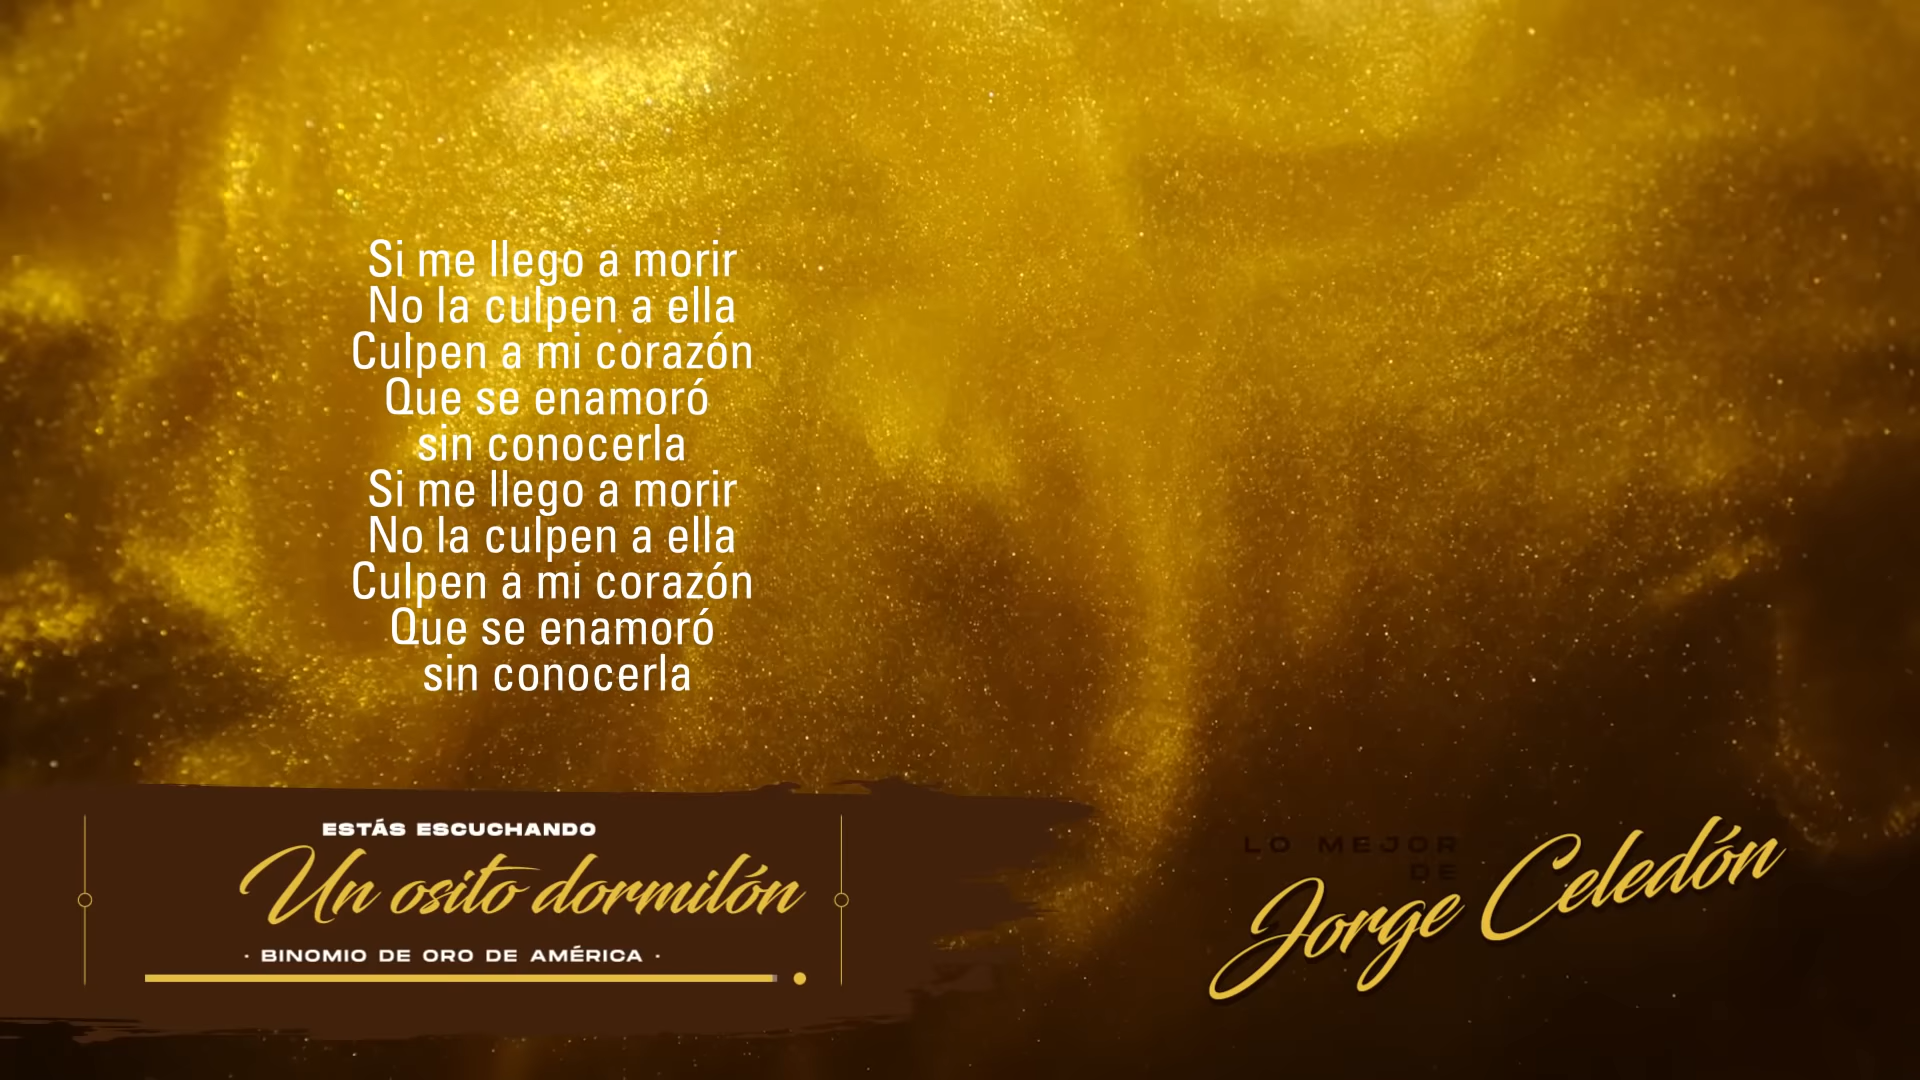 Si me llego a morir
No la culpen a ella
Culpen a mi corazón
Que se enamoró
sin conocerla
Si me llego a morir
No la culpen a ella
Culpen a mi corazón
Que se enamoró
sin conocerla
ESTÁS ESCUCHANDO
Un osito dormilón
· BINOMIO DE ORO DE AMÉRICA ·
LO MEJOR
DE
Jorge Celedón